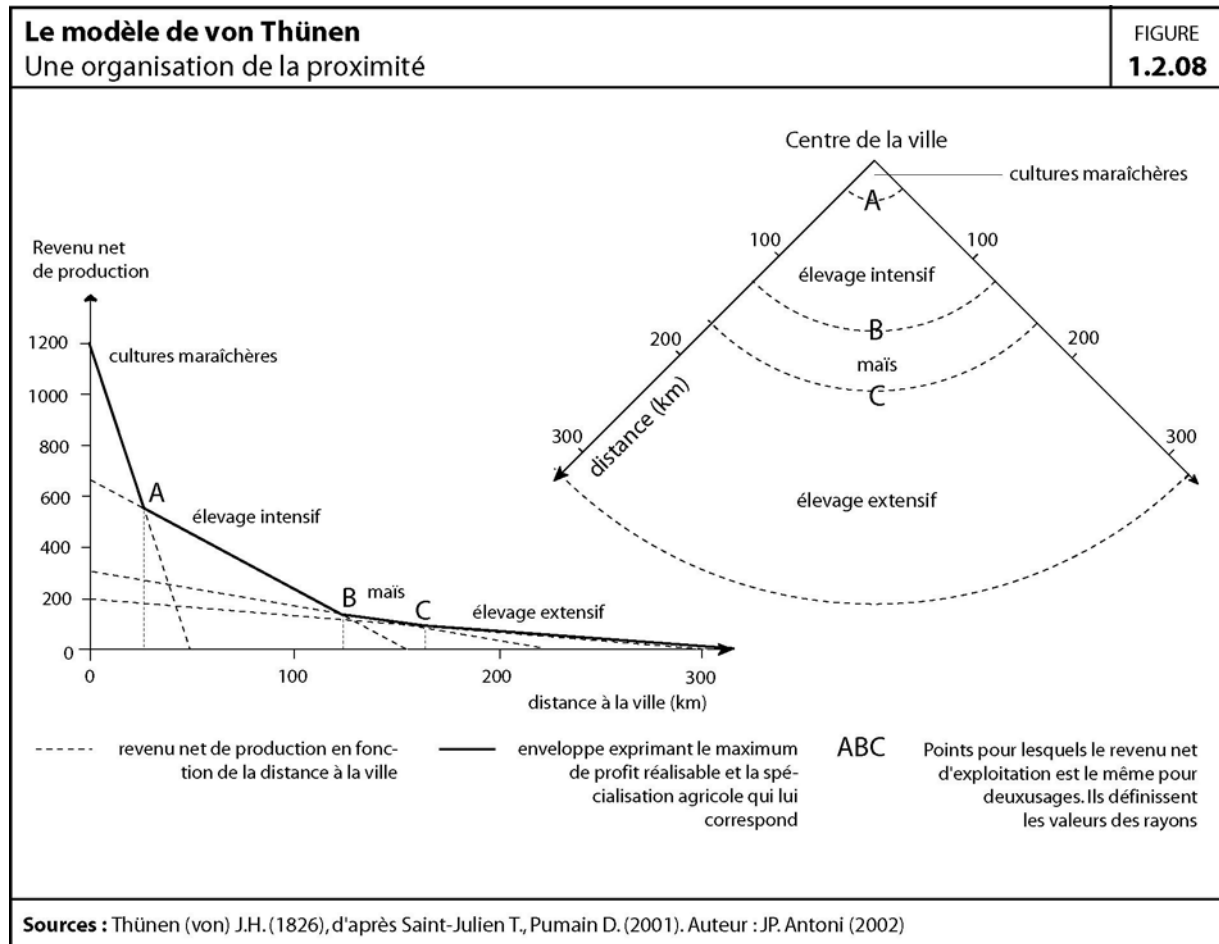 Le modèle de von Thünen
Une organisation de la proximité
FIGURE
1.2.08
Revenu net
de production
1200
1000
800
600
400
200
0
cultures maraîchères
A
élevage intensif
B
maïs
C
élevage extensif
0
100
200
300
distance à la ville (km)
Centre de la ville
cultures maraîchères
A
100
100
élevage intensif
B
200
200
maïs
C
distance (km)
300
300
élevage extensif
revenu net de production en fonc-
tion de la distance à la ville
enveloppe exprimant le maximum
de profit réalisable et la spé-
cialisation agricole qui lui
correspond
ABC
Points pour lesquels le revenu net
d'exploitation est le même pour
deuxusages. Ils définissent
les valeurs des rayons
Sources : Thünen (von) J.H. (1826), d'après Saint-Julien T., Pumain D. (2001). Auteur : JP. Antoni (2002)